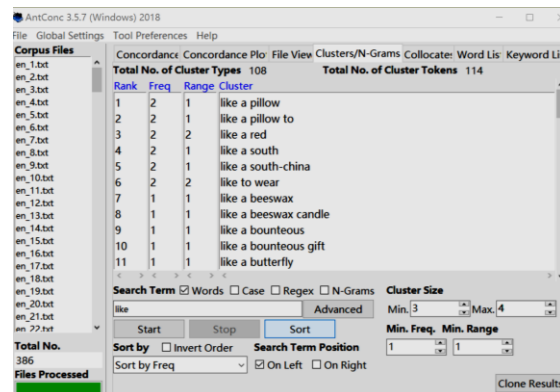 AntConc 3.5.7 (Windows) 2018
File Global Settings Tool Preferences Help
Corpus Files
en_1.txt
en_2.txt
en_3.txt
en_4.txt
en_5.txt
en_6.txt
en_7.txt
en_8.txt
en_9.txt
en_10.txt
en_11.txt
en_12.txt
en_13.txt
en_14.txt
en_15.txt
en_16.txt
en_17.txt
en_18.txt
en_19.txt
en_20.txt
en_21.txt
en_22.txt
Total No.
386
Files Processed
Concordance Concordance Plo File View Clusters/N-Grams Collocate Word Lis Keyword Li
Total No. of Cluster Types 108 Total No. of Cluster Tokens 114
Rank Freq Range Cluster
1 2 1 like a pillow
2 2 1 like a pillow to
3 2 2 like a red
4 2 1 like a south
5 2 1 like a south-china
6 2 2 like to wear
7 1 1 like a beeswax
8 1 1 like a beeswax candle
9 1 1 like a bounteous
10 1 1 like a bounteous gift
11 1 1 like a butterfly
Search Term Words Case Regex N-Grams Cluster Size
like Advanced Min. 3 Max. 4
Start Stop Sort Min. Freq. Min. Range
Sort by Invert Order Search Term Position 1 1
Sort by Freq On Left On Right
Clone Result